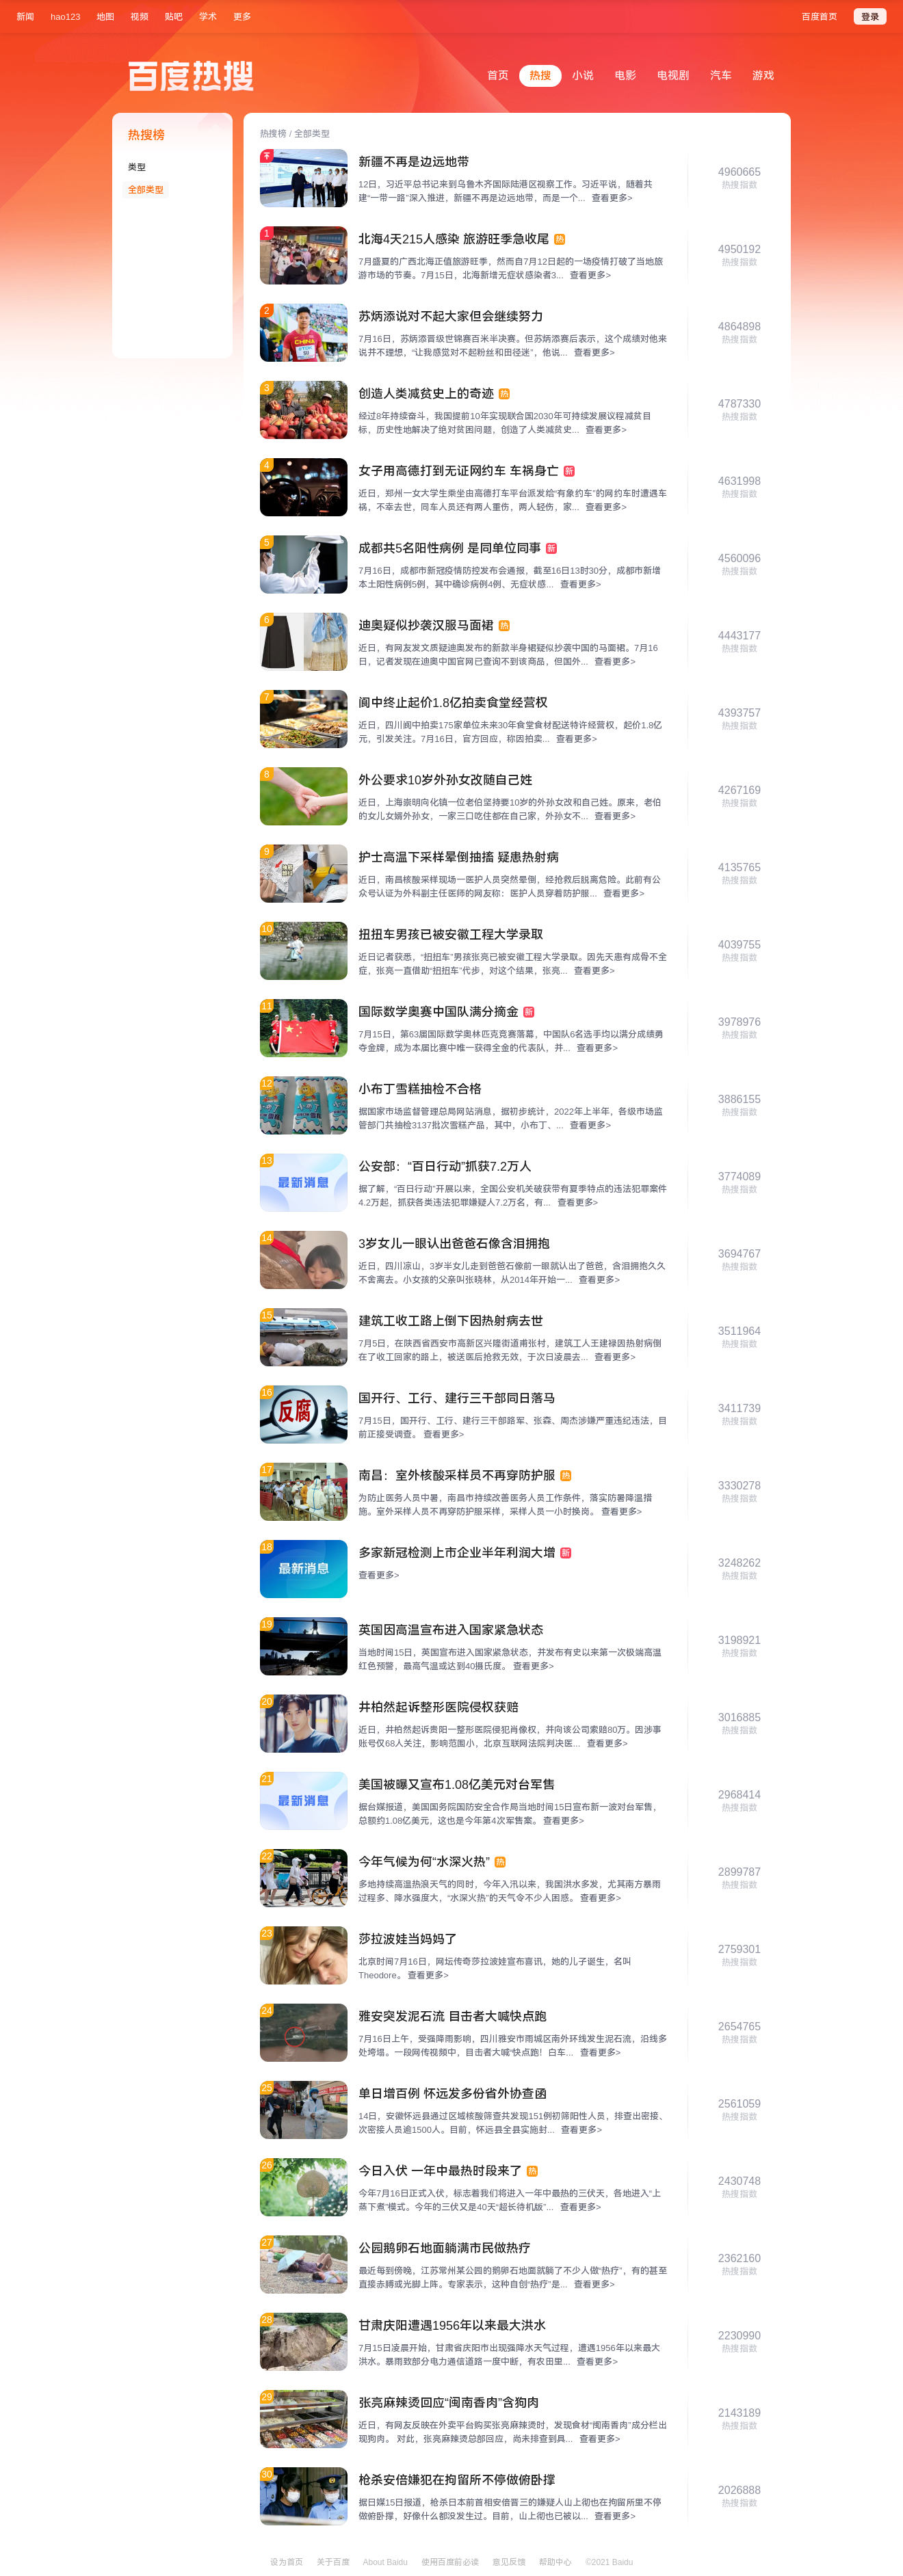 新闻 hao123 地图 视频 贴吧 学术 更多 百度首页 登录
百度热搜
首页 热搜 小说 电影 电视剧 汽车 游戏
热搜榜
类型
全部类型
热搜榜 / 全部类型
新疆不再是边远地带
12日，习近平总书记来到乌鲁木齐国际陆港区视察工作。习近平说，随着共
建“一带一路”深入推进，新疆不再是边远地带，而是一个... 查看更多>
4960665
热搜指数
1
北海4天215人感染 旅游旺季急收尾 热
7月盛夏的广西北海正值旅游旺季，然而自7月12日起的一场疫情打破了当地旅
游市场的节奏。7月15日，北海新增无症状感染者3... 查看更多>
4950192
热搜指数
2
苏炳添说对不起大家但会继续努力
7月16日，苏炳添晋级世锦赛百米半决赛。但苏炳添赛后表示，这个成绩对他来
说并不理想，“让我感觉对不起粉丝和田径迷”，他说... 查看更多>
4864898
热搜指数
3
创造人类减贫史上的奇迹 热
经过8年持续奋斗，我国提前10年实现联合国2030年可持续发展议程减贫目
标，历史性地解决了绝对贫困问题，创造了人类减贫史... 查看更多>
4787330
热搜指数
4
女子用高德打到无证网约车 车祸身亡 新
近日，郑州一女大学生乘坐由高德打车平台派发给“有象约车”的网约车时遭遇车
祸，不幸去世，同车人员还有两人重伤，两人轻伤，家... 查看更多>
4631998
热搜指数
5
成都共5名阳性病例 是同单位同事 新
7月16日，成都市新冠疫情防控发布会通报，截至16日13时30分，成都市新增
本土阳性病例5例，其中确诊病例4例、无症状感... 查看更多>
4560096
热搜指数
6
迪奥疑似抄袭汉服马面裙 热
近日，有网友发文质疑迪奥发布的新款半身裙疑似抄袭中国的马面裙。7月16
日，记者发现在迪奥中国官网已查询不到该商品，但国外... 查看更多>
4443177
热搜指数
7
阆中终止起价1.8亿拍卖食堂经营权
近日，四川阆中拍卖175家单位未来30年食堂食材配送特许经营权，起价1.8亿
元，引发关注。7月16日，官方回应，称因拍卖... 查看更多>
4393757
热搜指数
8
外公要求10岁外孙女改随自己姓
近日，上海崇明向化镇一位老伯坚持要10岁的外孙女改和自己姓。原来，老伯
的女儿女婿外孙女，一家三口吃住都在自己家，外孙女不... 查看更多>
4267169
热搜指数
9
护士高温下采样晕倒抽搐 疑患热射病
近日，南昌核酸采样现场一医护人员突然晕倒，经抢救后脱离危险。此前有公
众号认证为外科副主任医师的网友称：医护人员穿着防护服... 查看更多>
4135765
热搜指数
10
扭扭车男孩已被安徽工程大学录取
近日记者获悉，“扭扭车”男孩张亮已被安徽工程大学录取。因先天患有成骨不全
症，张亮一直借助“扭扭车”代步，对这个结果，张亮... 查看更多>
4039755
热搜指数
11
国际数学奥赛中国队满分摘金 新
7月15日，第63届国际数学奥林匹克竞赛落幕，中国队6名选手均以满分成绩勇
夺金牌，成为本届比赛中唯一获得全金的代表队，并... 查看更多>
3978976
热搜指数
12
小布丁雪糕抽检不合格
据国家市场监督管理总局网站消息，据初步统计，2022年上半年，各级市场监
管部门共抽检3137批次雪糕产品，其中，小布丁、... 查看更多>
3886155
热搜指数
13
最新消息
公安部：“百日行动”抓获7.2万人
据了解，“百日行动”开展以来，全国公安机关破获带有夏季特点的违法犯罪案件
4.2万起，抓获各类违法犯罪嫌疑人7.2万名，有... 查看更多>
3774089
热搜指数
14
3岁女儿一眼认出爸爸石像含泪拥抱
近日，四川凉山，3岁半女儿走到爸爸石像前一眼就认出了爸爸，含泪拥抱久久
不舍离去。小女孩的父亲叫张晓林，从2014年开始一... 查看更多>
3694767
热搜指数
15
建筑工收工路上倒下因热射病去世
7月5日，在陕西省西安市高新区兴隆街道甫张村，建筑工人王建禄因热射病倒
在了收工回家的路上，被送医后抢救无效，于次日凌晨去... 查看更多>
3511964
热搜指数
16
反腐
国开行、工行、建行三干部同日落马
7月15日，国开行、工行、建行三干部路军、张森、周杰涉嫌严重违纪违法，目
前正接受调查。 查看更多>
3411739
热搜指数
17
南昌：室外核酸采样员不再穿防护服 热
为防止医务人员中暑，南昌市持续改善医务人员工作条件，落实防暑降温措
施。室外采样人员不再穿防护服采样，采样人员一小时换岗。 查看更多>
3330278
热搜指数
18
最新消息
多家新冠检测上市企业半年利润大增 新
查看更多>
3248262
热搜指数
19
英国因高温宣布进入国家紧急状态
当地时间15日，英国宣布进入国家紧急状态，并发布有史以来第一次极端高温
红色预警，最高气温或达到40摄氏度。 查看更多>
3198921
热搜指数
20
井柏然起诉整形医院侵权获赔
近日，井柏然起诉贵阳一整形医院侵犯肖像权，并向该公司索赔80万。因涉事
账号仅68人关注，影响范围小，北京互联网法院判决医... 查看更多>
3016885
热搜指数
21
最新消息
美国被曝又宣布1.08亿美元对台军售
据台媒报道，美国国务院国防安全合作局当地时间15日宣布新一波对台军售，
总额约1.08亿美元，这也是今年第4次军售案。 查看更多>
2968414
热搜指数
22
今年气候为何“水深火热” 热
多地持续高温热浪天气的同时，今年入汛以来，我国洪水多发，尤其南方暴雨
过程多、降水强度大，“水深火热”的天气令不少人困惑。 查看更多>
2899787
热搜指数
23
莎拉波娃当妈妈了
北京时间7月16日，网坛传奇莎拉波娃宣布喜讯，她的儿子诞生，名叫
Theodore。 查看更多>
2759301
热搜指数
24
雅安突发泥石流 目击者大喊快点跑
7月16日上午，受强降雨影响，四川雅安市雨城区南外环线发生泥石流，沿线多
处垮塌。一段网传视频中，目击者大喊“快点跑！白车... 查看更多>
2654765
热搜指数
25
单日增百例 怀远发多份省外协查函
14日，安徽怀远县通过区域核酸筛查共发现151例初筛阳性人员，排查出密接、
次密接人员逾1500人。目前，怀远县全县实施封... 查看更多>
2561059
热搜指数
26
今日入伏 一年中最热时段来了 热
今年7月16日正式入伏，标志着我们将进入一年中最热的三伏天，各地进入“上
蒸下煮”模式。今年的三伏又是40天“超长待机版”... 查看更多>
2430748
热搜指数
27
公园鹅卵石地面躺满市民做热疗
最近每到傍晚，江苏常州某公园的鹅卵石地面就躺了不少人做“热疗”，有的甚至
直接赤膊或光脚上阵。专家表示，这种自创“热疗”是... 查看更多>
2362160
热搜指数
28
甘肃庆阳遭遇1956年以来最大洪水
7月15日凌晨开始，甘肃省庆阳市出现强降水天气过程，遭遇1956年以来最大
洪水。暴雨致部分电力通信道路一度中断，有农田里... 查看更多>
2230990
热搜指数
29
张亮麻辣烫回应“闽南香肉”含狗肉
近日，有网友反映在外卖平台购买张亮麻辣烫时，发现食材“闽南香肉”成分栏出
现狗肉。 对此，张亮麻辣烫总部回应，尚未排查到具... 查看更多>
2143189
热搜指数
30
枪杀安倍嫌犯在拘留所不停做俯卧撑
据日媒15日报道，枪杀日本前首相安倍晋三的嫌疑人山上彻也在拘留所里不停
做俯卧撑，好像什么都没发生过。目前，山上彻也已被以... 查看更多>
2026888
热搜指数
设为首页 关于百度 About Baidu 使用百度前必读 意见反馈 帮助中心 ©2021 Baidu